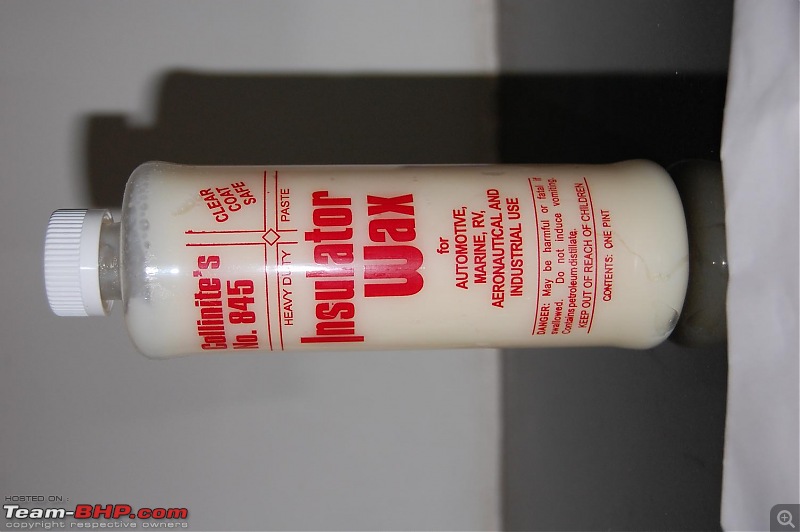 Collinite's
No. 845
CLEAR
COAT
SAFE
HEAVY DUTY
PASTE
Insulator
Wax
for
AUTOMOTIVE,
MARINE, RV,
AERONAUTICAL AND
INDUSTRIAL USE
DANGER: May be harmful or fatal if
swallowed. Do not induce vomiting.
Contains petroleum distillate.
KEEP OUT OF REACH OF CHILDREN
CONTENTS: ONE PINT
HOSTED ON :
Team-BHP.com
copyright respective owners